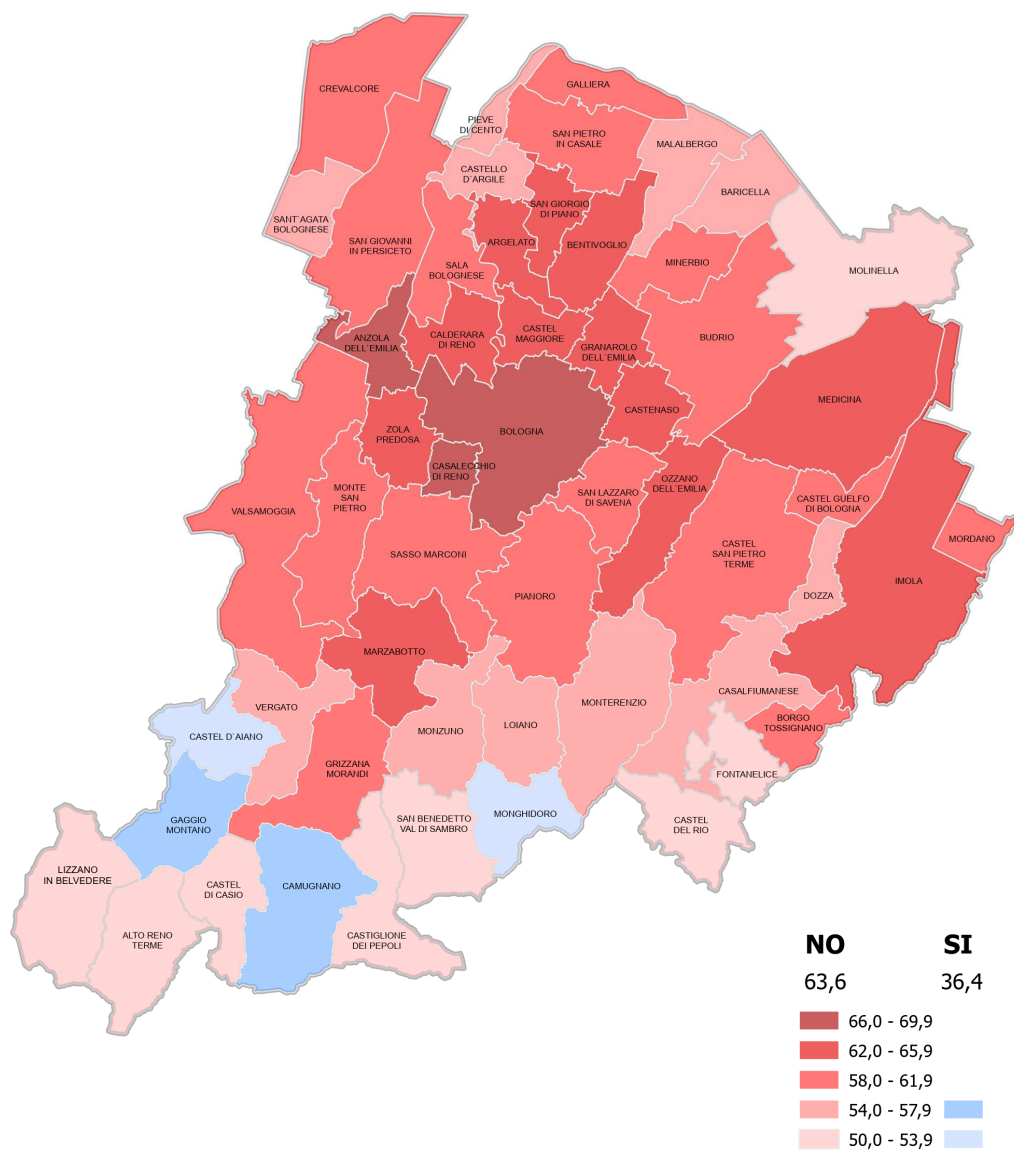 CREVALCORE
GALLIERA
PIEVE
DI CENTO
SAN PIETRO
IN CASALE
MALALBERGO
CASTELLO
D`ARGILE
BARICELLA
SANT`AGATA
BOLOGNESE
SAN GIORGIO
DI PIANO
SAN GIOVANNI
IN PERSICETO
ARGELATO
BENTIVOGLIO
SALA
BOLOGNESE
MINERBIO
MOLINELLA
ANZOLA
DELL`EMILIA
CALDERARA
DI RENO
CASTEL
MAGGIORE
GRANAROLO
DELL`EMILIA
BUDRIO
MEDICINA
CASTENASO
ZOLA
PREDOSA
BOLOGNA
CASALECCHIO
DI RENO
OZZANO
DELL`EMILIA
VALSAMOGGIA
MONTE
SAN
PIETRO
SAN LAZZARO
DI SAVENA
CASTEL GUELFO
DI BOLOGNA
SASSO MARCONI
CASTEL
SAN PIETRO
TERME
MORDANO
IMOLA
PIANORO
DOZZA
MARZABOTTO
CASALFIUMANESE
VERGATO
MONTERENZIO
BORGO
TOSSIGNANO
MONZUNO
LOIANO
CASTEL D`AIANO
GRIZZANA
MORANDI
FONTANELICE
GAGGIO
MONTANO
SAN BENEDETTO
VAL DI SAMBRO
MONGHIDORO
CASTEL
DEL RIO
LIZZANO
IN BELVEDERE
CASTEL
DI CASIO
CAMUGNANO
ALTO RENO
TERME
CASTIGLIONE
DEI PEPOLI
NO SI
63,6 36,4
66,0 - 69,9
62,0 - 65,9
58,0 - 61,9
54,0 - 57,9
50,0 - 53,9